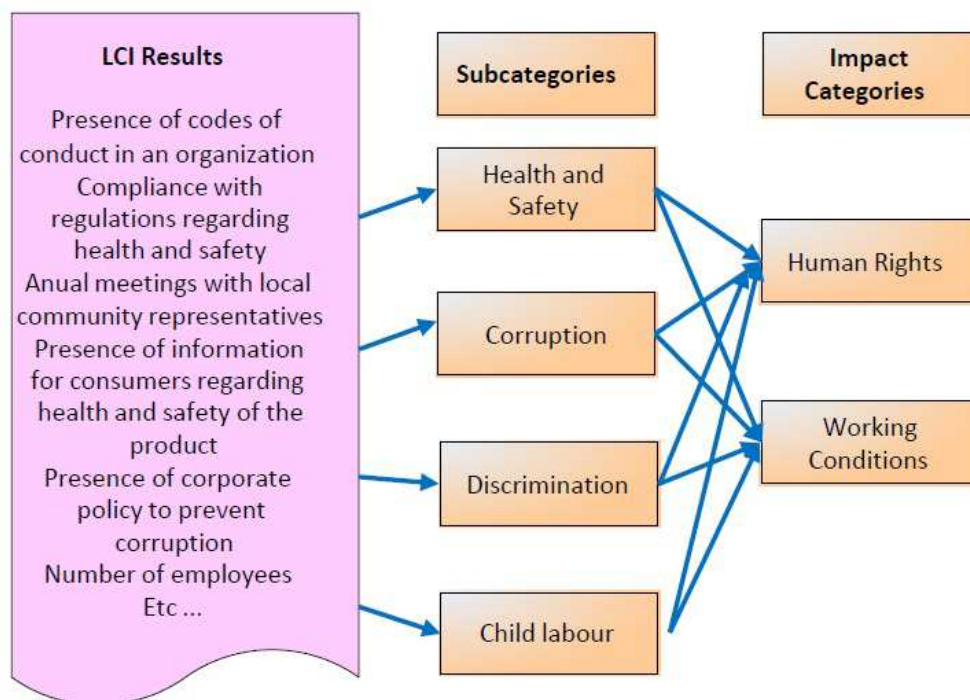 LCI Results
Presence of codes of
conduct in an organization
Compliance with
regulations regarding
health and safety
Anual meetings with local
community representatives
Presence of information
for consumers regarding
health and safety of the
product
Presence of corporate
policy to prevent
corruption
Number of employees
Etc ...
Subcategories
Health and
Safety
Corruption
Discrimination
Child labour
Impact
Categories
Human Rights
Working
Conditions